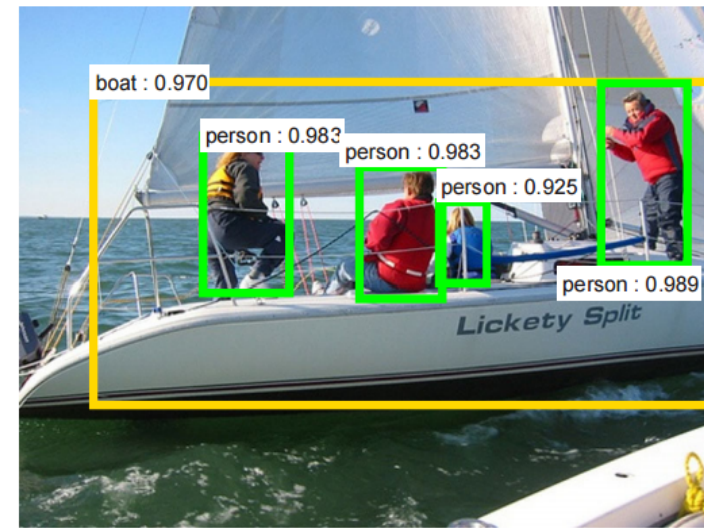 boat : 0.970
person : 0.983
person : 0.983
person : 0.925
person : 0.989
Lickety Split